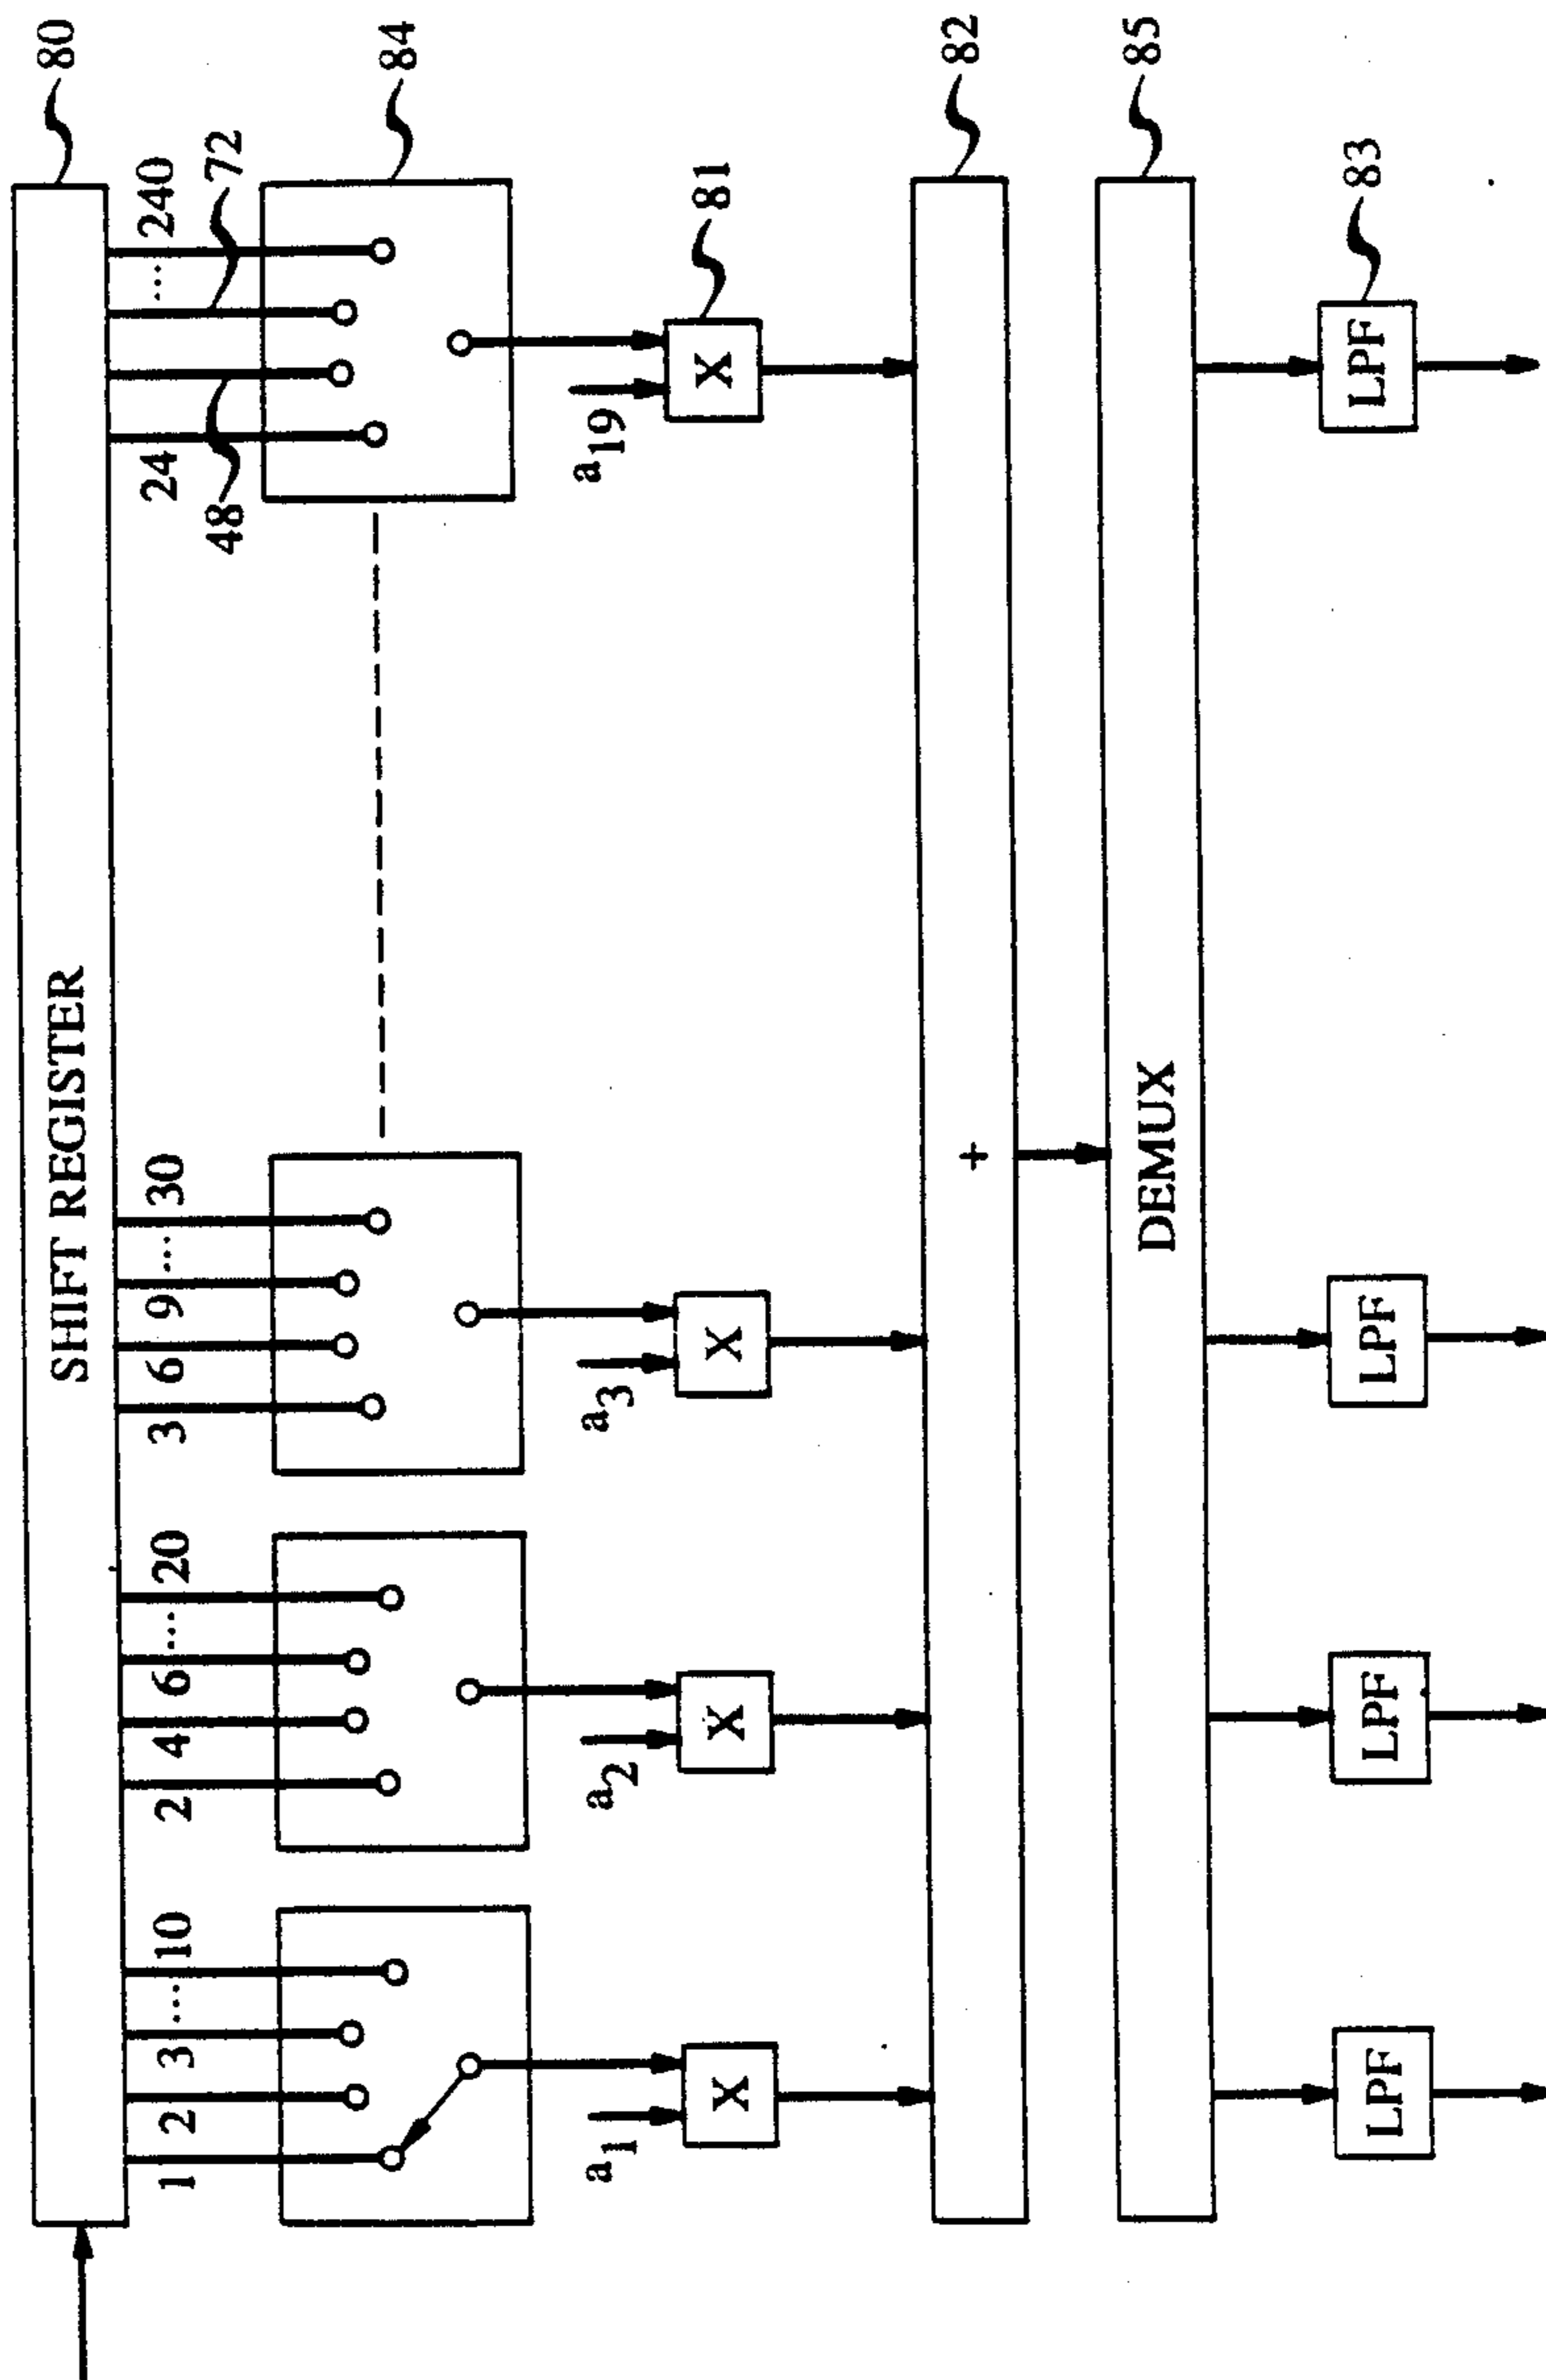 SHIFT REGISTER
80
1 2 3 ... 10
2 4 6 ... 20
3 6 9 ... 30
24 48 72 ... 240
84
a1 X
a2 X
a3 X
a19 X
81
+
82
DEMUX
85
LPF
LPF
LPF
LPF
83